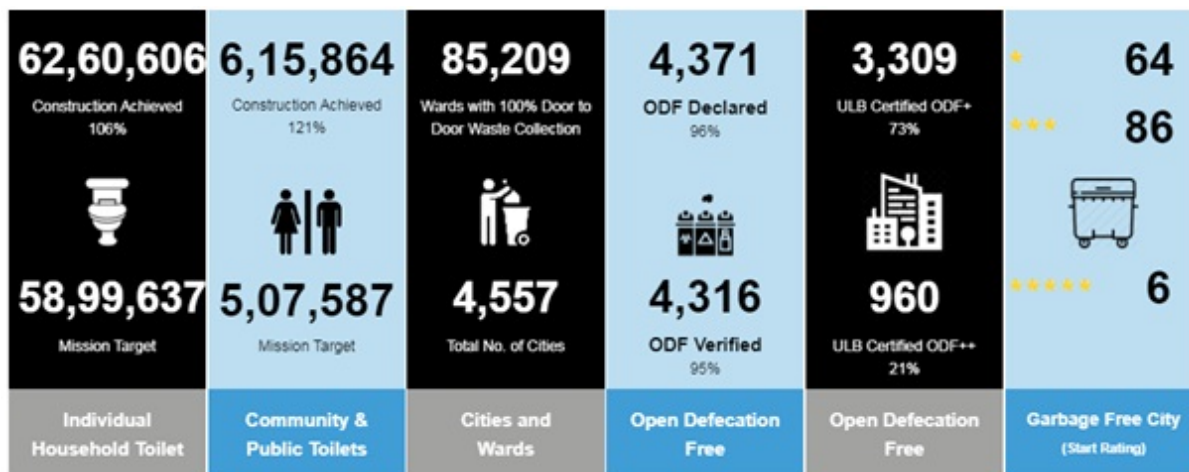 62,60,606
Construction Achieved
106%
58,99,637
Mission Target
Individual
Household Toilet
6,15,864
Construction Achieved
121%
5,07,587
Mission Target
Community &
Public Toilets
85,209
Wards with 100% Door to
Door Waste Collection
4,557
Total No. of Cities
Cities and
Wards
4,371
ODF Declared
96%
4,316
ODF Verified
95%
Open Defecation
Free
3,309
ULB Certified ODF+
73%
960
ULB Certified ODF++
21%
Open Defecation
Free
64
86
6
Garbage Free City
(Start Rating)